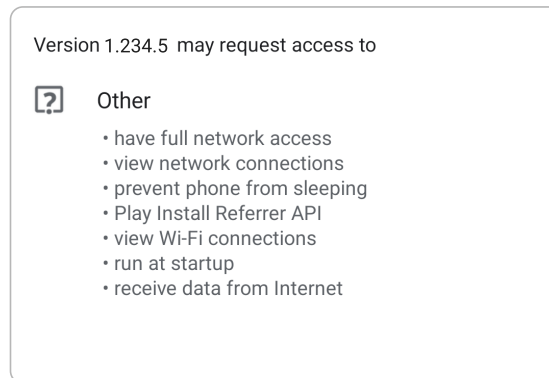 Version 1.234.5 may request access to
Other
• have full network access
• view network connections
• prevent phone from sleeping
• Play Install Referrer API
• view Wi-Fi connections
• run at startup
• receive data from Internet